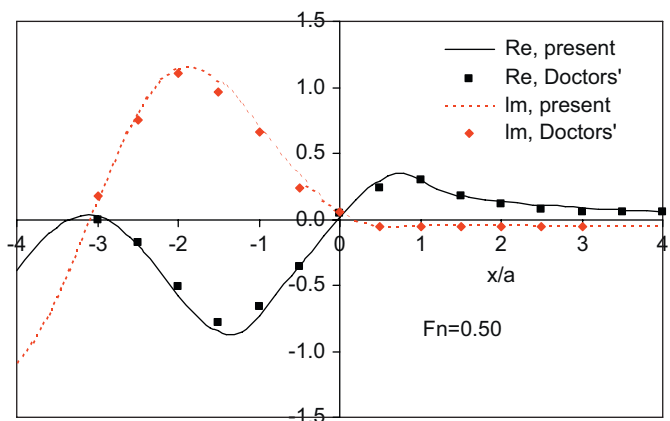 1.5
Re, present
Re, Doctors'
Im, present
Im, Doctors'
1.0
0.5
0.0
-4 -3 -2 -1 0 1 2 3 4
x/a
-0.5
Fn=0.50
-1.0
-1.5